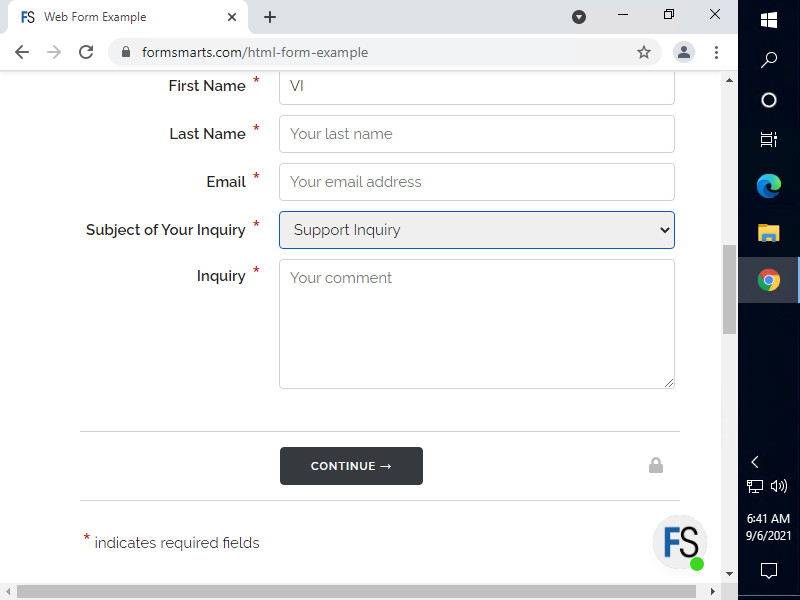 FS Web Form Example
formsmarts.com/html-form-example
First Name *
VI
Last Name *
Your last name
Email *
Your email address
Subject of Your Inquiry *
Support Inquiry
Inquiry *
Your comment
CONTINUE →
* indicates required fields
FS
6:41 AM
9/6/2021